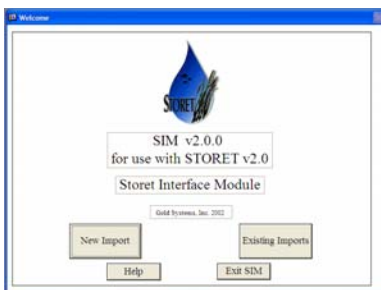 Welcome
STORET
SIM v2.0.0
for use with STORET v2.0
Storet Interface Module
Gold Systems, Inc. 2002
New Import
Existing Imports
Help
Exit SIM